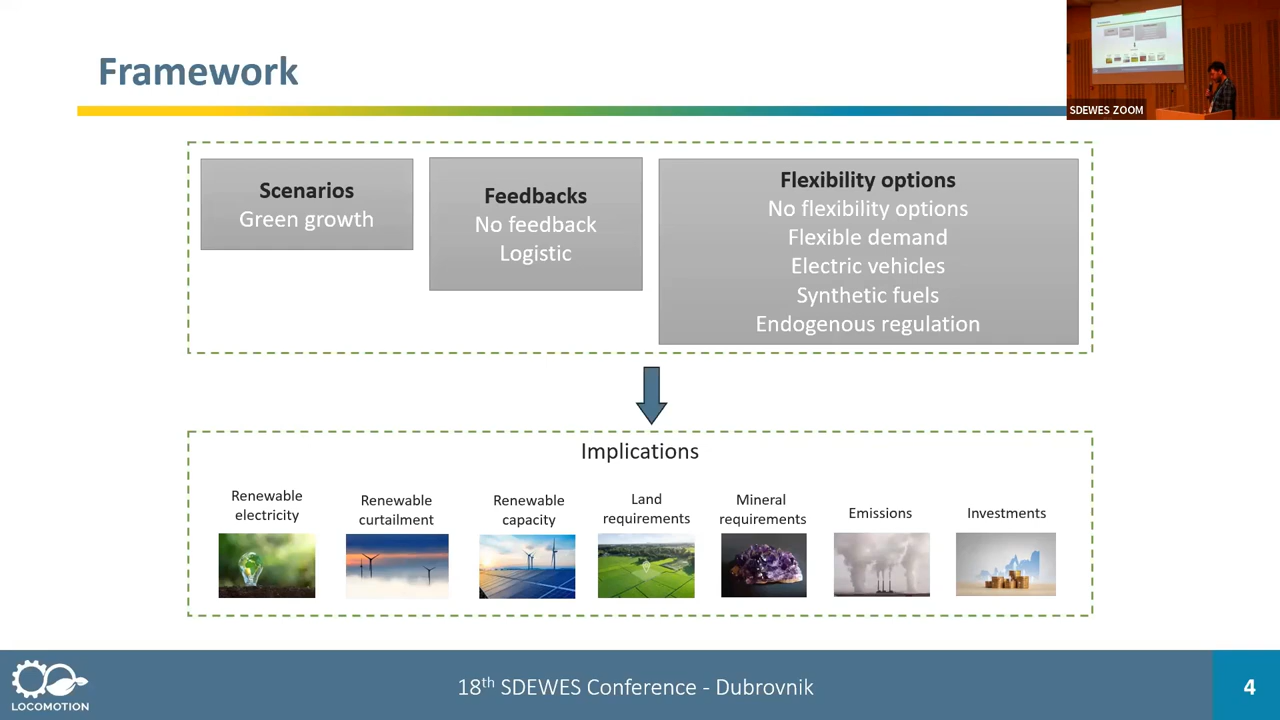 Framework
SDEWES ZOOM
Scenarios
Green growth
Feedbacks
No feedback
Logistic
Flexibility options
No flexibility options
Flexible demand
Electric vehicles
Synthetic fuels
Endogenous regulation
Implications
Renewable
electricity
Renewable
curtailment
Renewable
capacity
Land
requirements
Mineral
requirements
Emissions
Investments
LOCOMOTION
18th SDEWES Conference - Dubrovnik
4